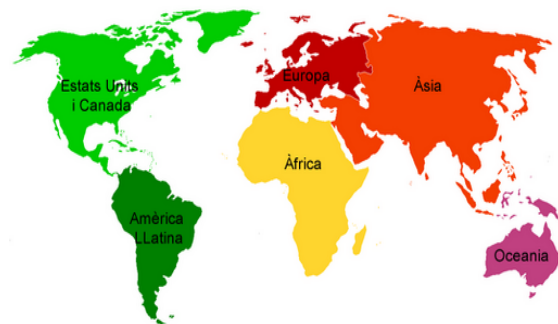 Estats Units
i Canada
Europa
Àsia
Àfrica
Amèrica
LLatina
Oceania